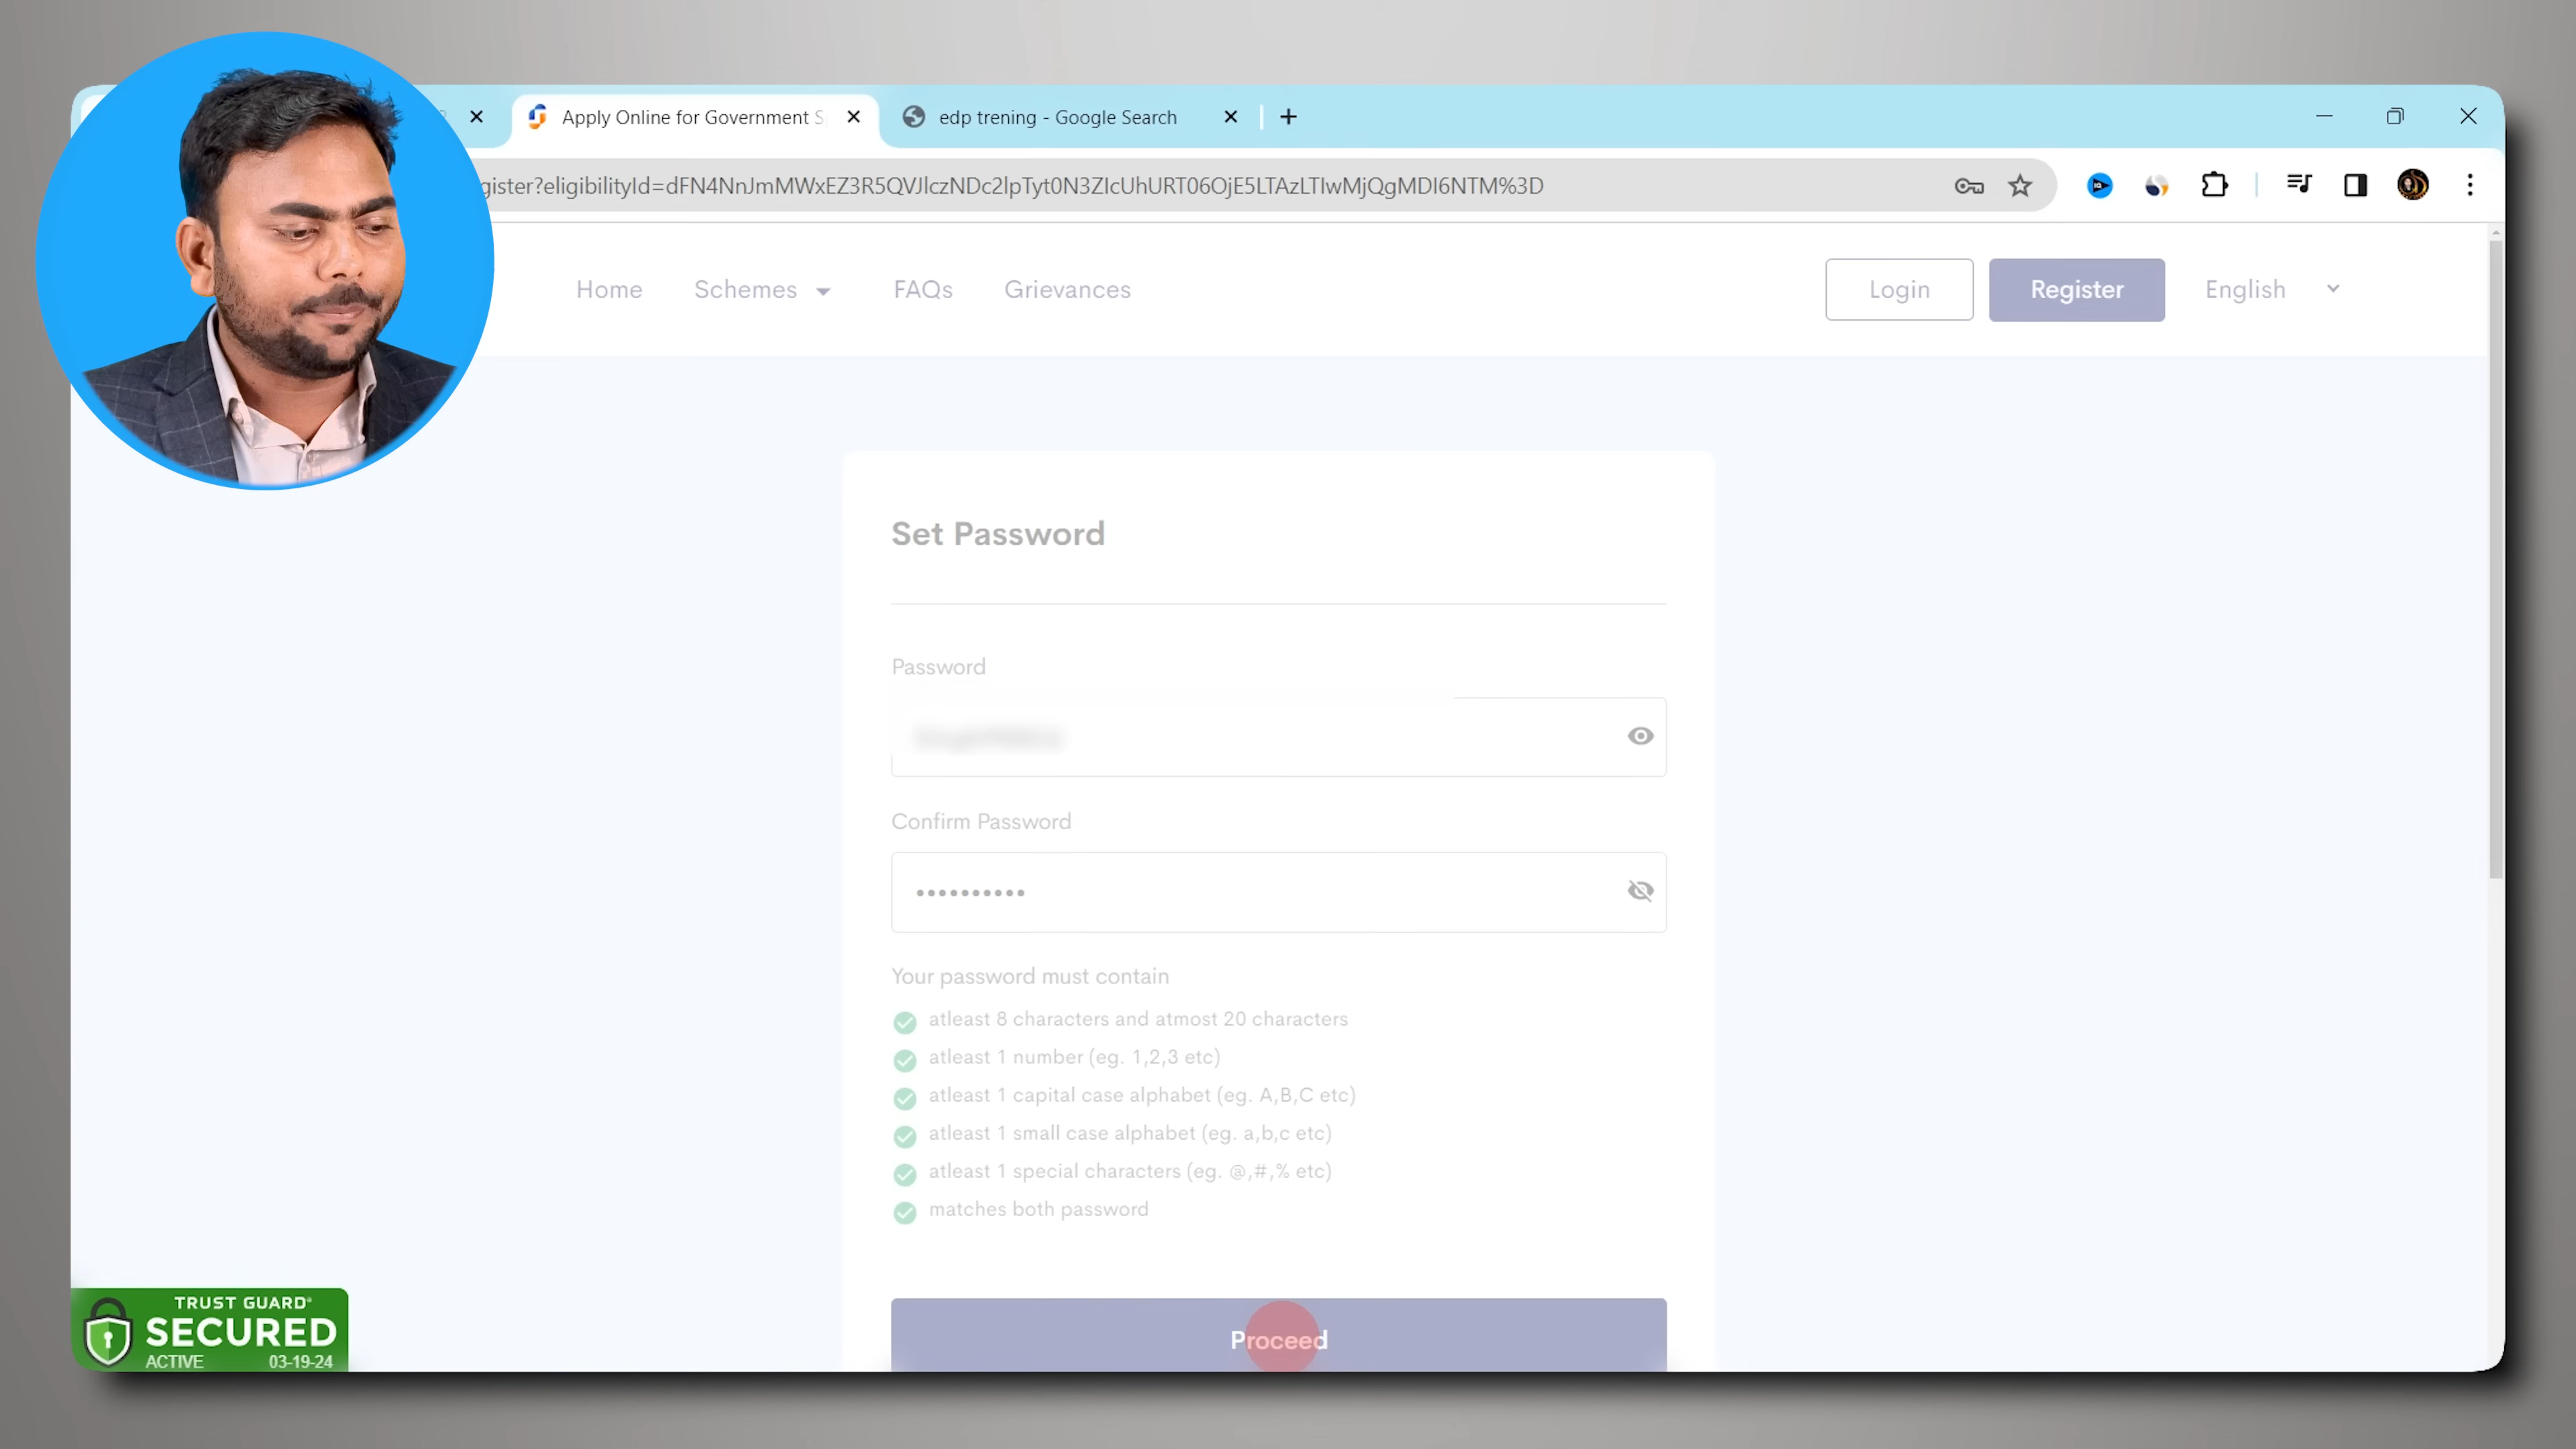 Apply Online for Government S
edp trening - Google Search
gister?eligibilityId=dFN4NnJmMWxEZ3R5QVJlczNDc2lpTyt0N3ZIcUhURT06OjE5LTAzLTIwMjQgMDI6NTM%3D
Home
Schemes
FAQs
Grievances
Login
Register
English
Set Password
Password
Confirm Password
Your password must contain
atleast 8 characters and atmost 20 characters
atleast 1 number (eg. 1,2,3 etc)
atleast 1 capital case alphabet (eg. A,B,C etc)
atleast 1 small case alphabet (eg. a,b,c etc)
atleast 1 special characters (eg. @,#,% etc)
matches both password
Proceed
TRUST GUARD®
SECURED
ACTIVE 03-19-24